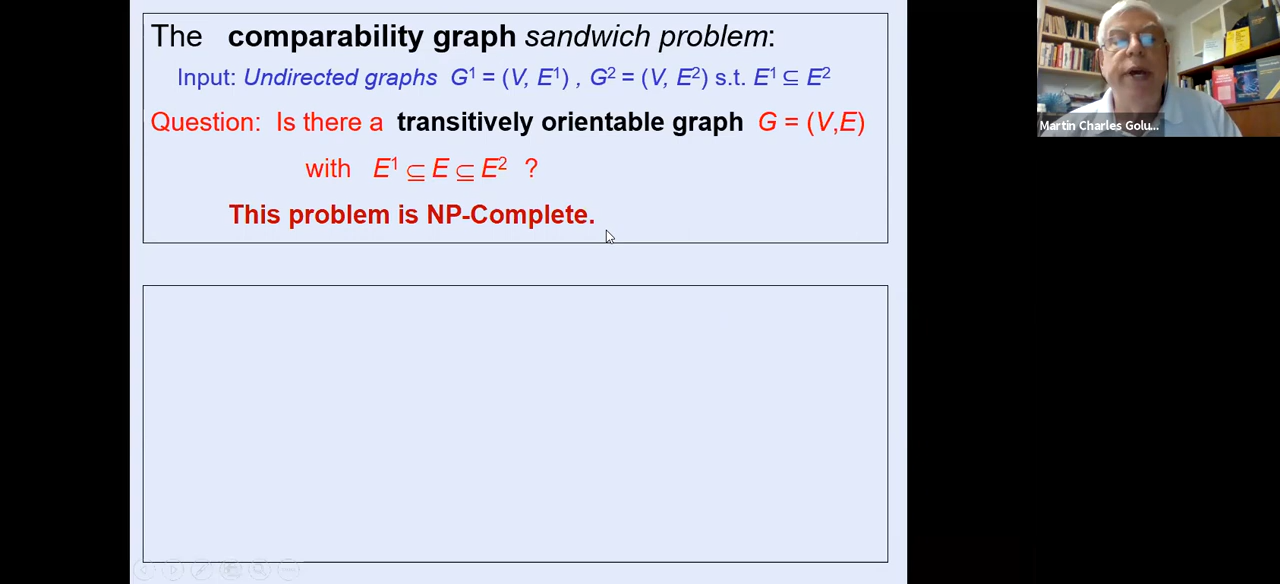 The comparability graph sandwich problem:
Input: Undirected graphs G¹ = (V, E¹) , G² = (V, E²) s.t. E¹ ⊆ E²
Question: Is there a transitively orientable graph G = (V,E)
with E¹ ⊆ E ⊆ E² ?
This problem is NP-Complete.
Martin Charles Golu...